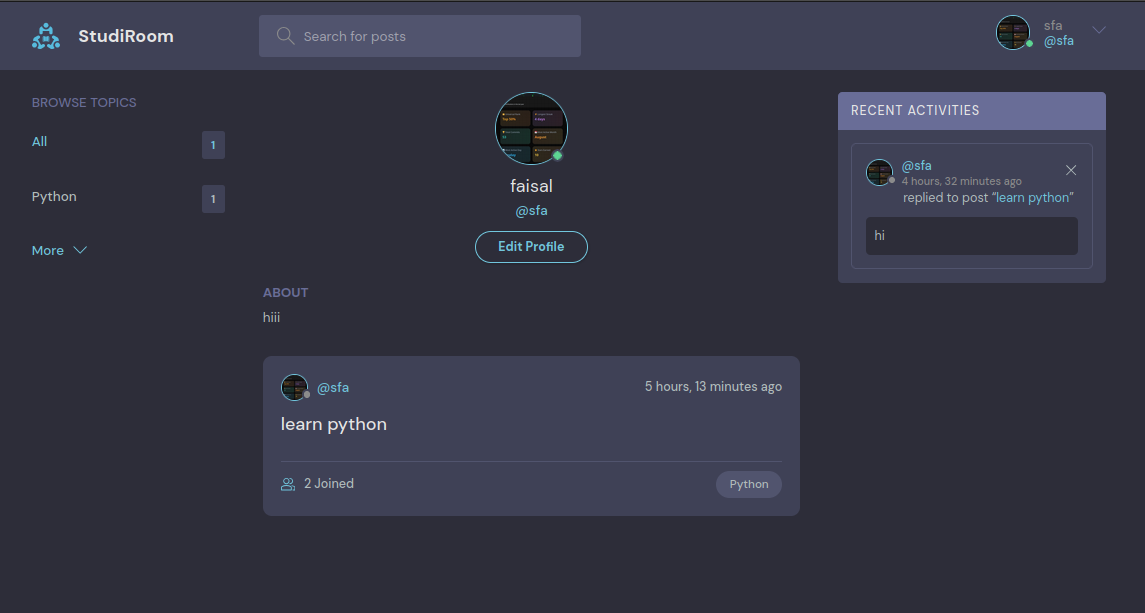 StudiRoom
Search for posts
sfa
@sfa
BROWSE TOPICS
All
1
Python
1
More
faisal
@sfa
Edit Profile
ABOUT
hiii
@sfa
5 hours, 13 minutes ago
learn python
2 Joined
Python
RECENT ACTIVITIES
@sfa
4 hours, 32 minutes ago
replied to post “learn python”
hi